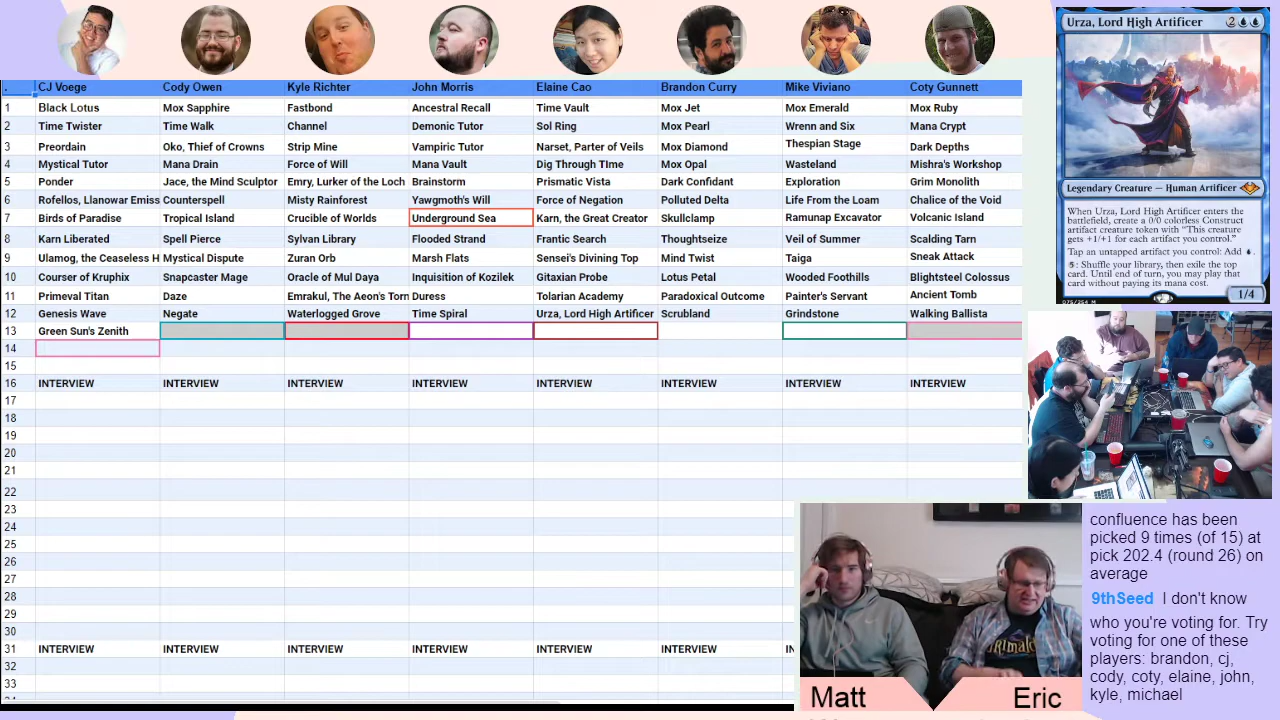 . CJ Voege Cody Owen Kyle Richter John Morris Elaine Cao Brandon Curry Mike Viviano Coty Gunnett
1 Black Lotus Mox Sapphire Fastbond Ancestral Recall Time Vault Mox Jet Mox Emerald Mox Ruby
2 Time Twister Time Walk Channel Demonic Tutor Sol Ring Mox Pearl Wrenn and Six Mana Crypt
3 Preordain Oko, Thief of Crowns Strip Mine Vampiric Tutor Narset, Parter of Veils Mox Diamond Thespian Stage Dark Depths
4 Mystical Tutor Mana Drain Force of Will Mana Vault Dig Through TIme Mox Opal Wasteland Mishra's Workshop
5 Ponder Jace, the Mind Sculptor Emry, Lurker of the Loch Brainstorm Prismatic Vista Dark Confidant Exploration Grim Monolith
6 Rofellos, Llanowar Emiss Counterspell Misty Rainforest Yawgmoth's Will Force of Negation Polluted Delta Life From the Loam Chalice of the Void
7 Birds of Paradise Tropical Island Crucible of Worlds Underground Sea Karn, the Great Creator Skullclamp Ramunap Excavator Volcanic Island
8 Karn Liberated Spell Pierce Sylvan Library Flooded Strand Frantic Search Thoughtseize Veil of Summer Scalding Tarn
9 Ulamog, the Ceaseless H Mystical Dispute Zuran Orb Marsh Flats Sensei's Divining Top Mind Twist Taiga Sneak Attack
10 Courser of Kruphix Snapcaster Mage Oracle of Mul Daya Inquisition of Kozilek Gitaxian Probe Lotus Petal Wooded Foothills Blightsteel Colossus
11 Primeval Titan Daze Emrakul, The Aeon's Torn Duress Tolarian Academy Paradoxical Outcome Painter's Servant Ancient Tomb
12 Genesis Wave Negate Waterlogged Grove Time Spiral Urza, Lord High Artificer Scrubland Grindstone Walking Ballista
13 Green Sun's Zenith
14
15
16 INTERVIEW INTERVIEW INTERVIEW INTERVIEW INTERVIEW INTERVIEW INTERVIEW INTERVIEW
17
18
19
20
21
22
23
24
25
26
27
28
29
30
31 INTERVIEW INTERVIEW INTERVIEW INTERVIEW INTERVIEW INTERVIEW IN
32
33
Urza, Lord High Artificer 2
Legendary Creature — Human Artificer
When Urza, Lord High Artificer enters the
battlefield, create a 0/0 colorless Construct
artifact creature token with "This creature
gets +1/+1 for each artifact you control."
Tap an untapped artifact you control: Add
5: Shuffle your library, then exile the top
card. Until end of turn, you may play that
card without paying its mana cost.
1/4
Matt Eric
confluence has been
picked 9 times (of 15) at
pick 202.4 (round 26) on
average
9thSeed I don't know
who you're voting for. Try
voting for one of these
players: brandon, cj,
cody, coty, elaine, john,
kyle, michael